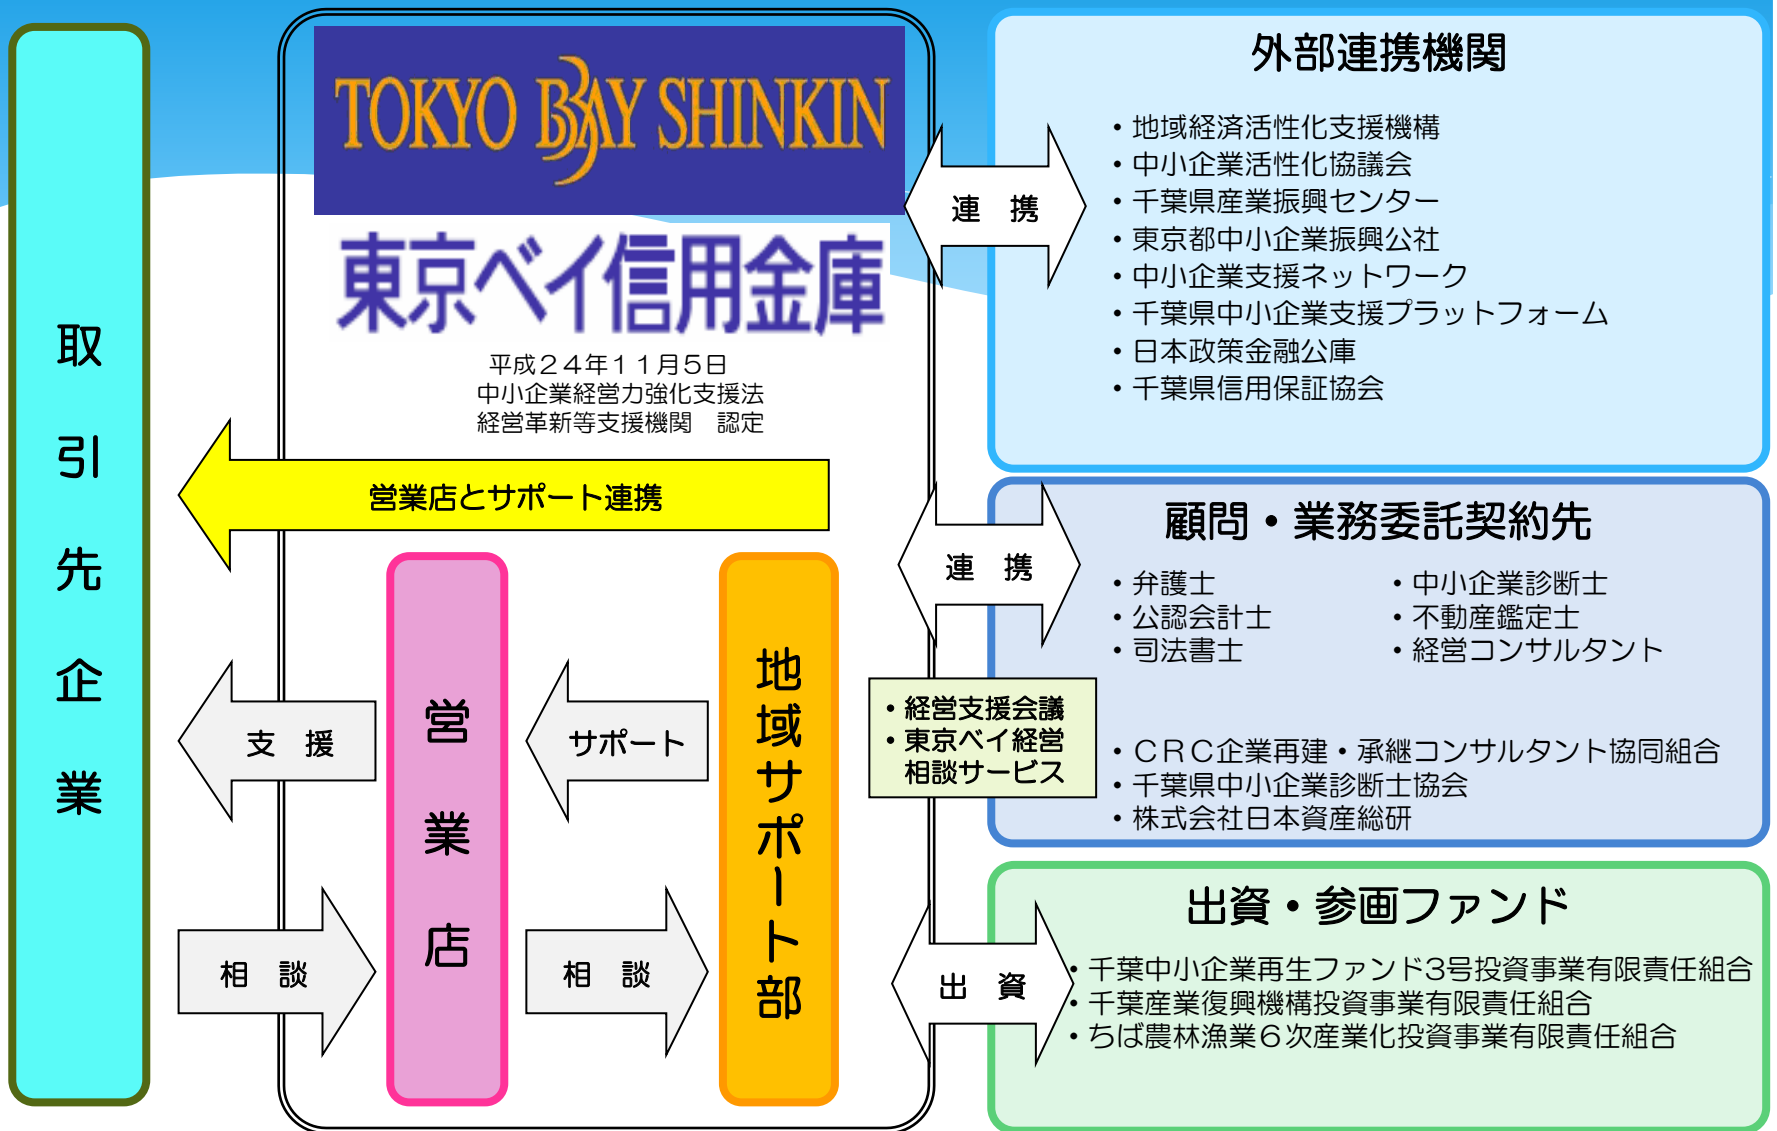 取引先企業
TOKYO BAY SHINKIN
東京ベイ信用金庫
平成２４年１１月５日
中小企業経営力強化支援法
経営革新等支援機関　認定
営業店とサポート連携
支　援
営業店
サポート
地域サポート部
相　談
相　談
連　携
外部連携機関
・地域経済活性化支援機構
・中小企業活性化協議会
・千葉県産業振興センター
・東京都中小企業振興公社
・中小企業支援ネットワーク
・千葉県中小企業支援プラットフォーム
・日本政策金融公庫
・千葉県信用保証協会
連　携
顧問・業務委託契約先
・弁護士
・公認会計士
・司法書士
・中小企業診断士
・不動産鑑定士
・経営コンサルタント
・ＣＲＣ企業再建・承継コンサルタント協同組合
・千葉県中小企業診断士協会
・株式会社日本資産総研
・経営支援会議
・東京ベイ経営
相談サービス
出　資
出資・参画ファンド
・千葉中小企業再生ファンド3号投資事業有限責任組合
・千葉産業復興機構投資事業有限責任組合
・ちば農林漁業６次産業化投資事業有限責任組合